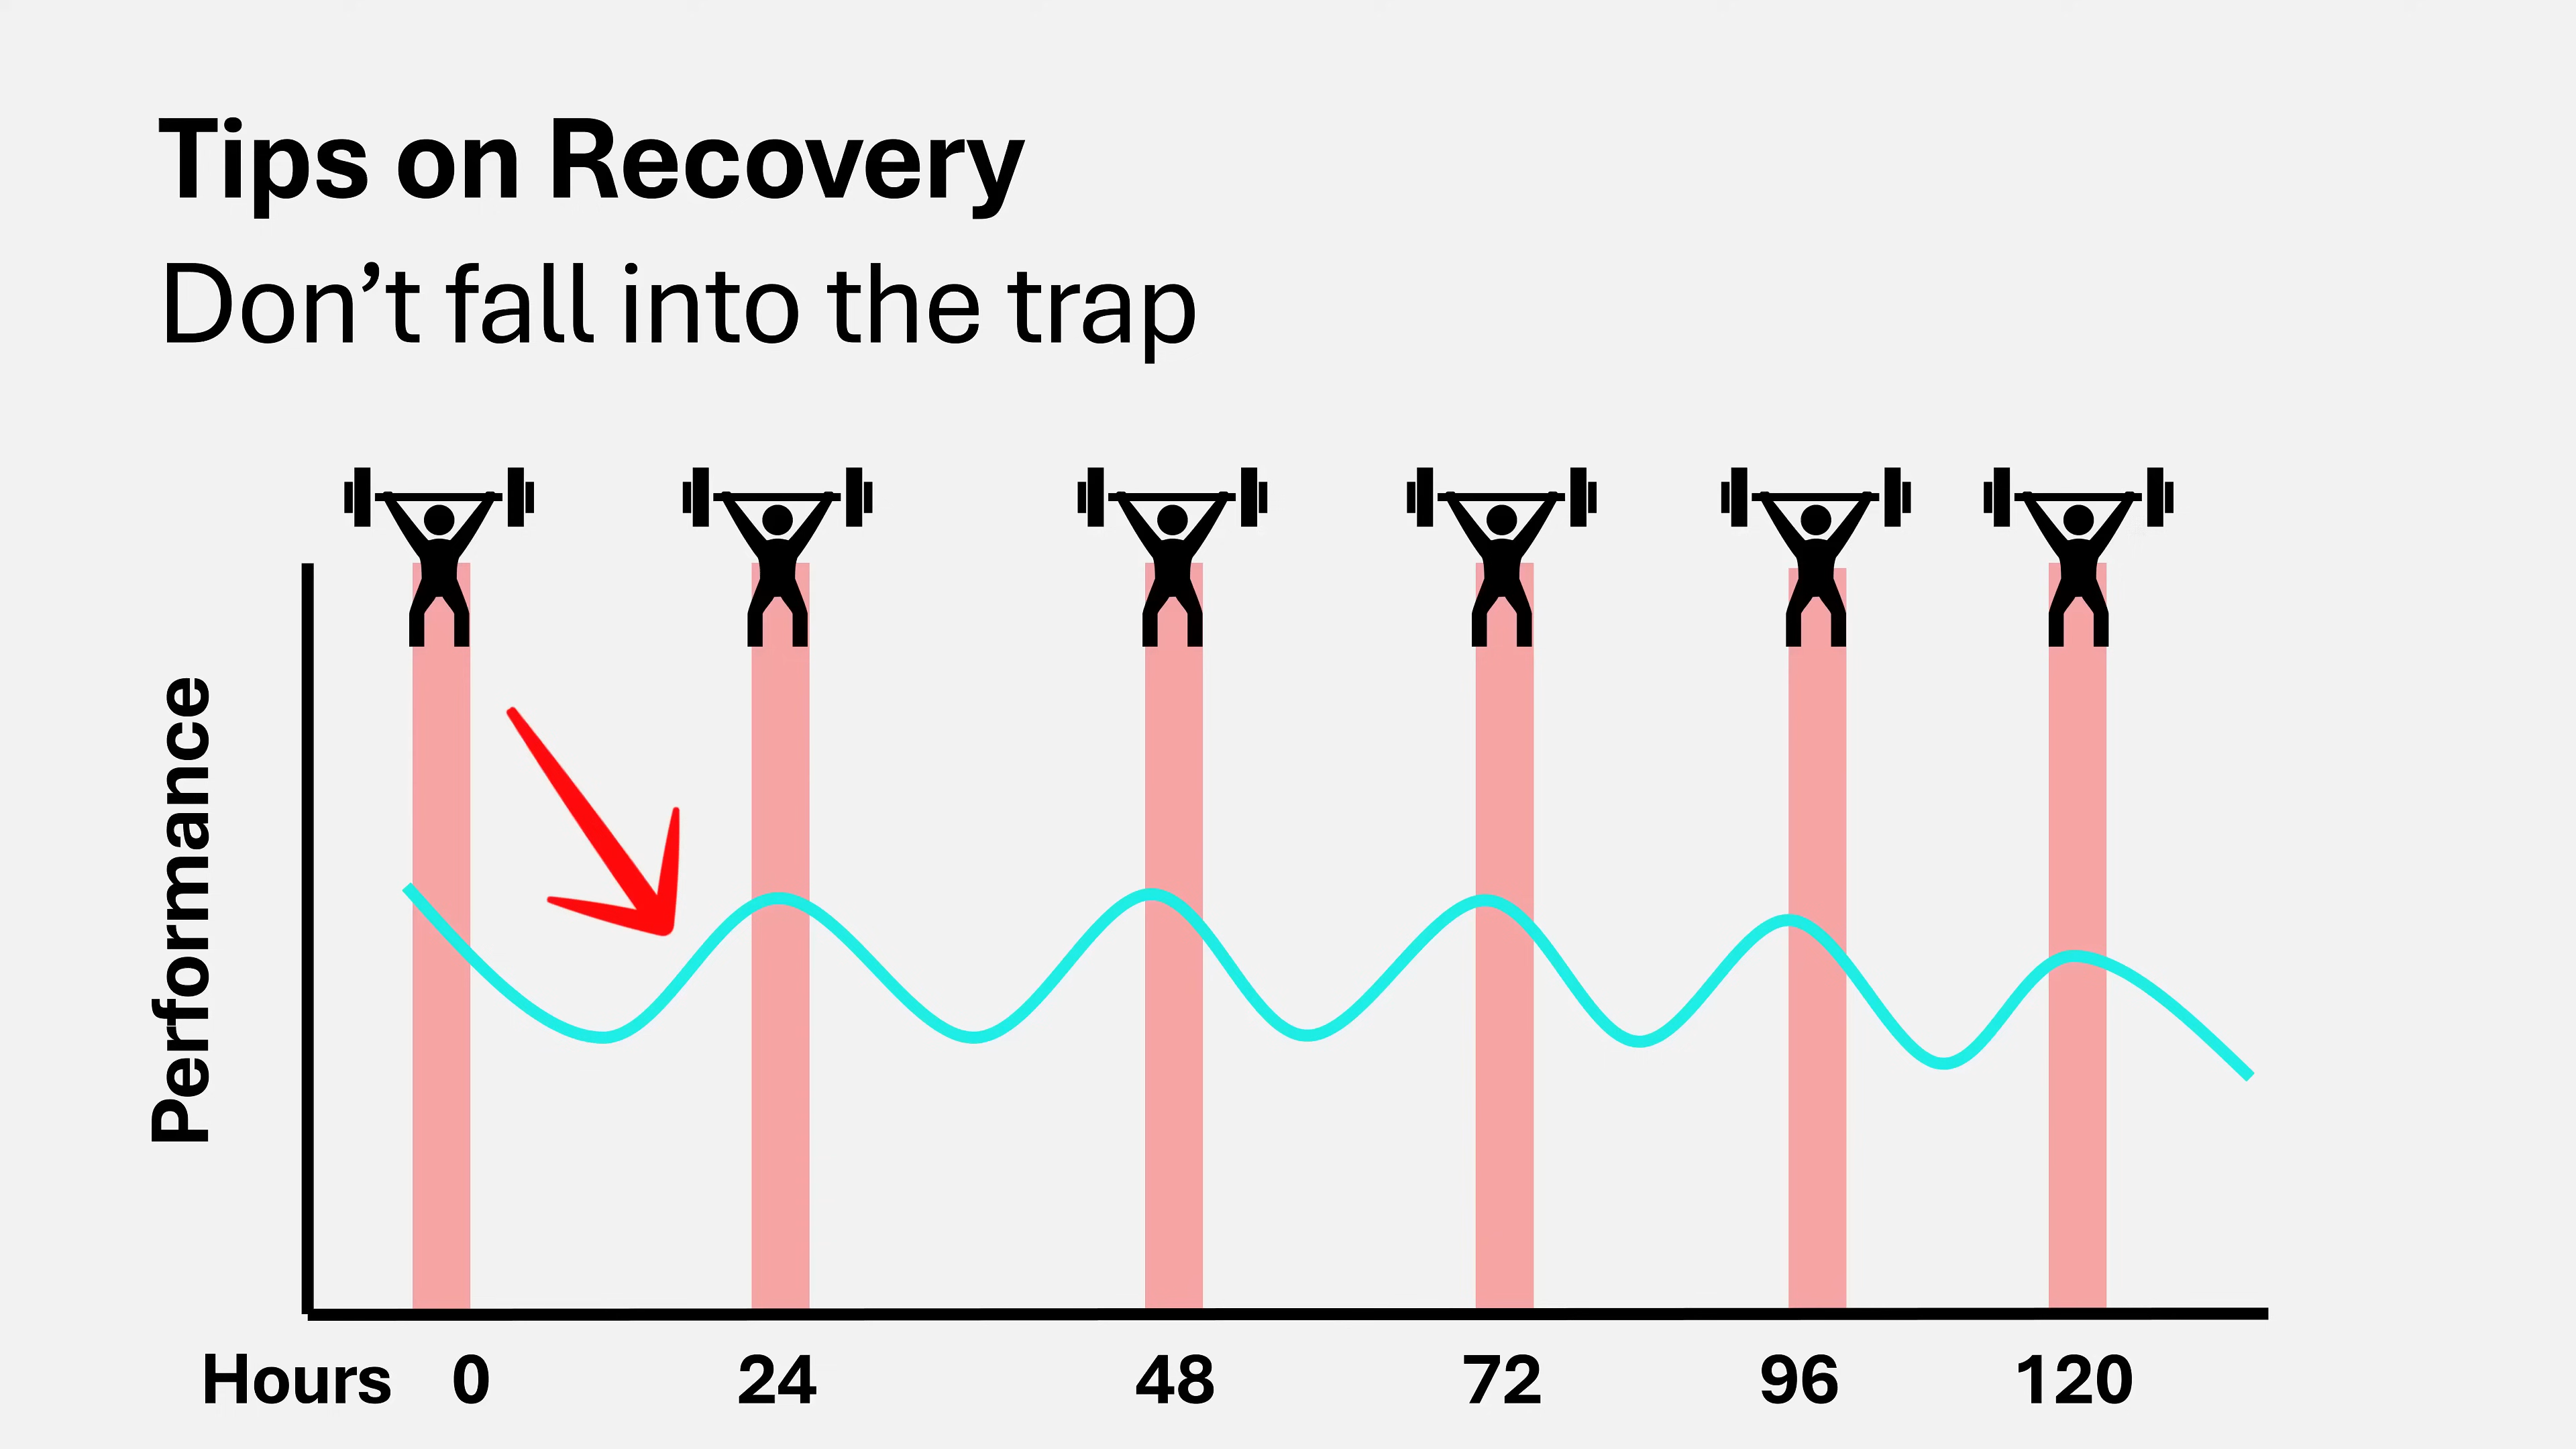 Tips on Recovery
Don’t fall into the trap
Performance
Hours 0 24 48 72 96 120